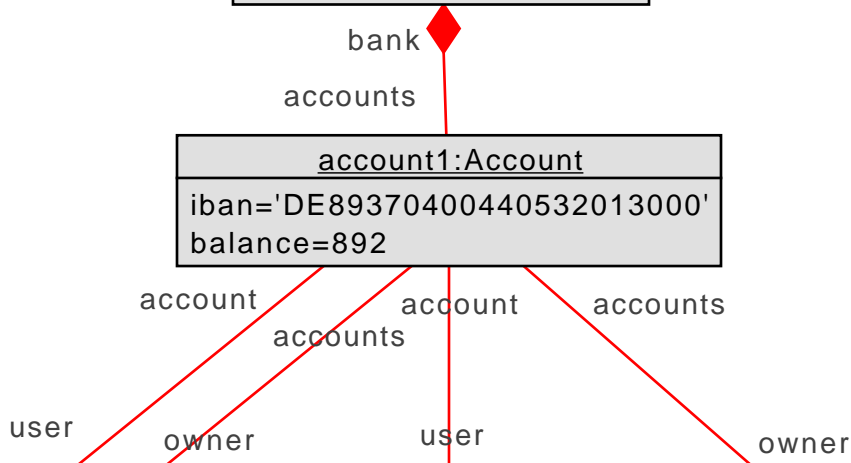 bank
accounts
account1:Account
iban='DE89370400440532013000'
balance=892
account
account
accounts
accounts
user
owner
user
owner